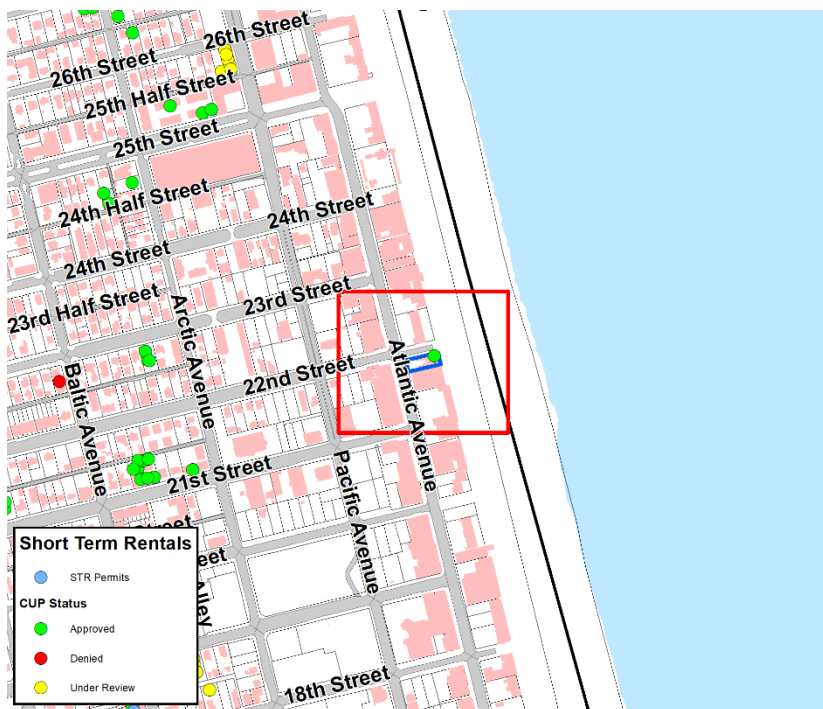 26th Street
26th Street
25th Half Street
25th Street
24th Half Street
24th Street
24th Street
23rd Street
23rd Half Street
Arctic Avenue
Atlantic Avenue
22nd Street
Baltic Avenue
21st Street
Pacific Avenue
Street
Alley
18th Street
Short Term Rentals
STR Permits
CUP Status
Approved
Denied
Under Review